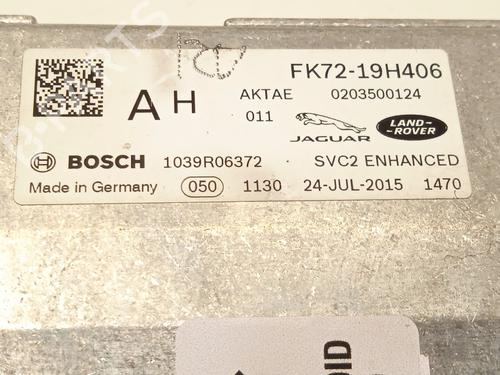 FK72-19H406
A H AKTAE 0203500124
011 JAGUAR LAND-ROVER
BOSCH 1039R06372 SVC2 ENHANCED
Made in Germany 050 1130 24-JUL-2015 1470
OID